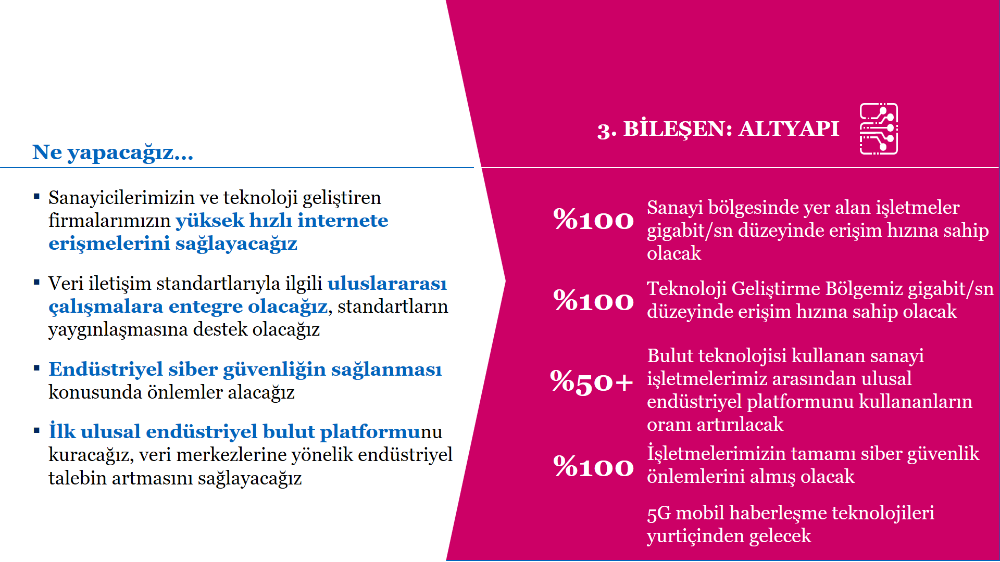 Ne yapacağız...
▪ Sanayicilerimizin ve teknoloji geliştiren
firmalarımızın yüksek hızlı internete
erişmelerini sağlayacağız
▪ Veri iletişim standartlarıyla ilgili uluslararası
çalışmalara entegre olacağız, standartların
yaygınlaşmasına destek olacağız
▪ Endüstriyel siber güvenliğin sağlanması
konusunda önlemler alacağız
▪ İlk ulusal endüstriyel bulut platformunu
kuracağız, veri merkezlerine yönelik endüstriyel
talebin artmasını sağlayacağız
3. BİLEŞEN: ALTYAPI
%100
Sanayi bölgesinde yer alan işletmeler
gigabit/sn düzeyinde erişim hızına sahip
olacak
%100
Teknoloji Geliştirme Bölgemiz gigabit/sn
düzeyinde erişim hızına sahip olacak
%50+
Bulut teknolojisi kullanan sanayi
işletmelerimiz arasından ulusal
endüstriyel platformunu kullananların
oranı artırılacak
%100
İşletmelerimizin tamamı siber güvenlik
önlemlerini almış olacak
5G mobil haberleşme teknolojileri
yurtiçinden gelecek